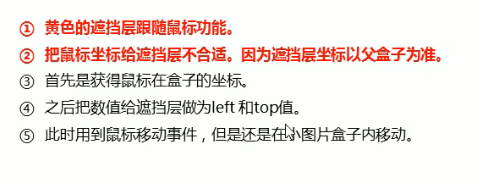 ① 黄色的遮挡层跟随鼠标功能。
② 把鼠标坐标给遮挡层不合适。因为遮挡层坐标以父盒子为准。
③ 首先是获得鼠标在盒子的坐标。
④ 之后把数值给遮挡层做为left 和top值。
⑤ 此时用到鼠标移动事件，但是还是在小图片盒子内移动。